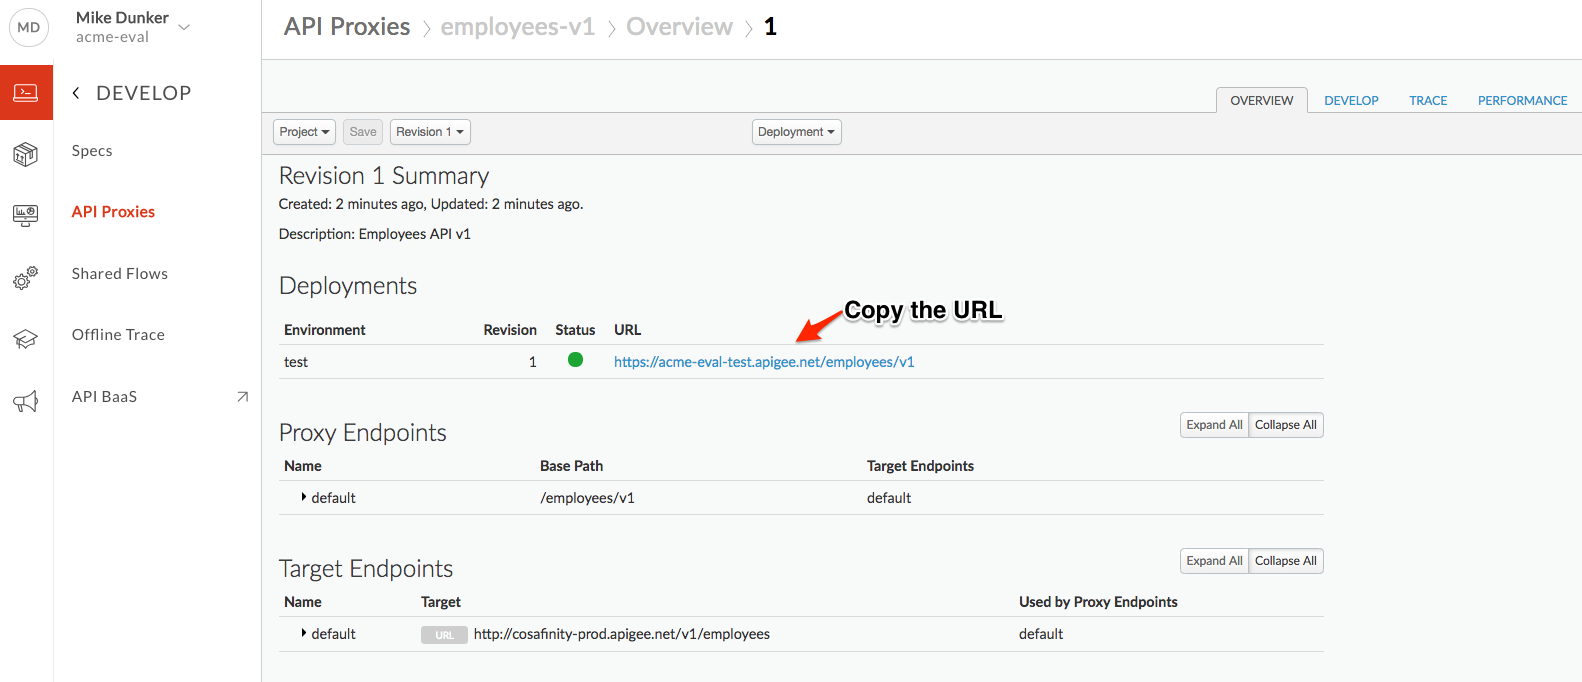 MD
Mike Dunker
acme-eval
DEVELOP
Specs
API Proxies
Shared Flows
Offline Trace
API BaaS
API Proxies > employees-v1 > Overview > 1
OVERVIEW DEVELOP TRACE PERFORMANCE
Project Save Revision 1 Deployment
Revision 1 Summary
Created: 2 minutes ago, Updated: 2 minutes ago.
Description: Employees API v1
Deployments
Copy the URL
Environment Revision Status URL
test 1 https://acme-eval-test.apigee.net/employees/v1
Proxy Endpoints
Expand All Collapse All
Name Base Path Target Endpoints
default /employees/v1 default
Target Endpoints
Expand All Collapse All
Name Target Used by Proxy Endpoints
default URL http://cosafinity-prod.apigee.net/v1/employees default